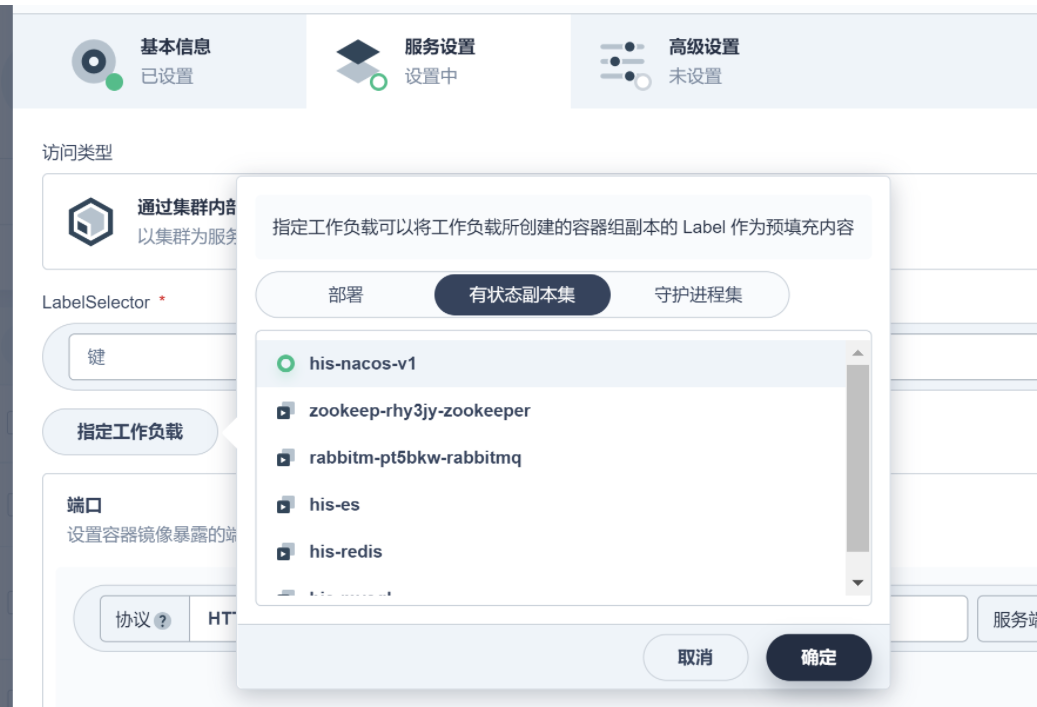 基本信息
已设置
服务设置
设置中
高级设置
未设置
访问类型
通过集群内部
以集群为服务
指定工作负载可以将工作负载所创建的容器组副本的 Label 作为预填充内容
部署
有状态副本集
守护进程集
LabelSelector *
键
his-nacos-v1
zookeep-rhy3jy-zookeeper
指定工作负载
rabbitm-pt5bkw-rabbitmq
端口
his-es
设置容器镜像暴露的
his-redis
协议 ?
HT
服务
取消
确定